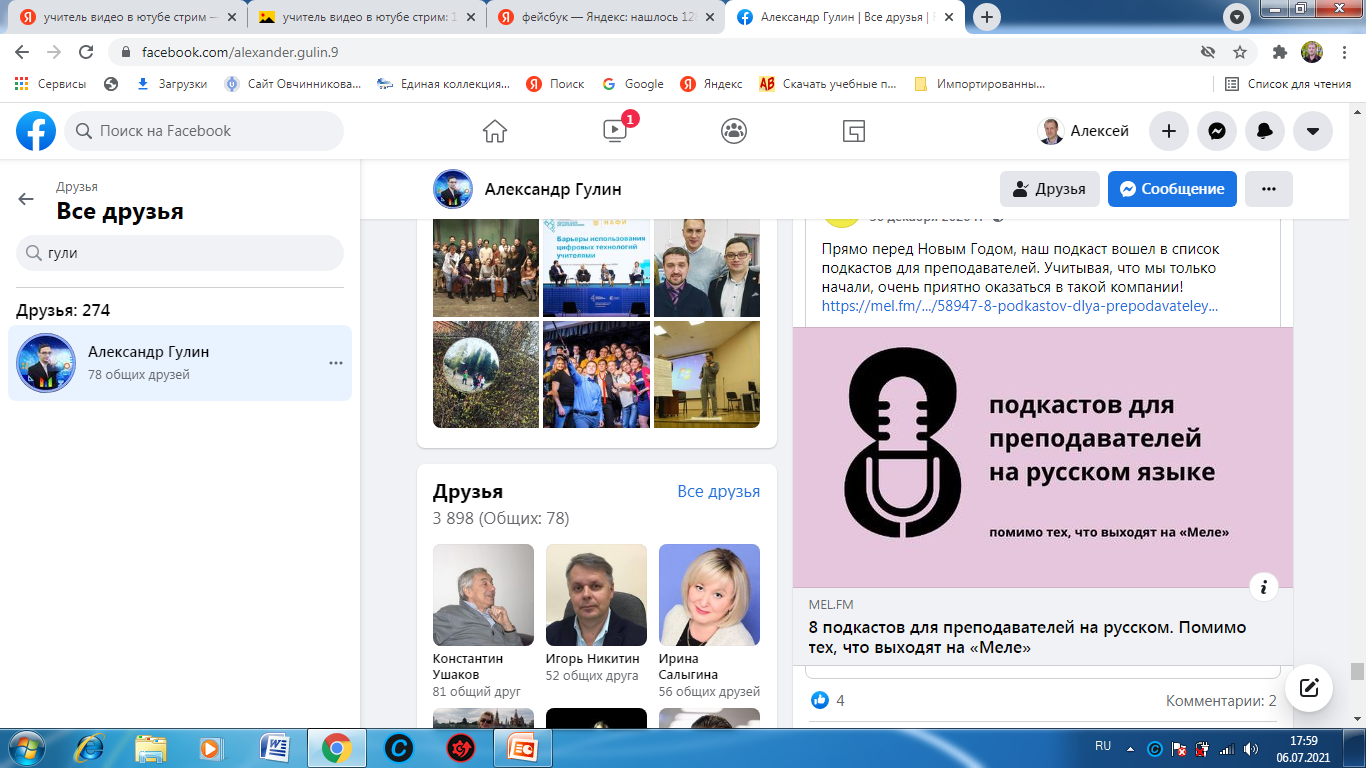 учитель видео в ютубе стрим —
учитель видео в ютубе стрим: 1
фейсбук — Яндекс: нашлось 12
Александр Гулин | Все друзья |
facebook.com/alexander.gulin.9
Сервисы
Загрузки
Сайт Овчинникова...
Единая коллекция...
Поиск
Google
Яндекс
Скачать учебные п...
Импортированны...
Список для чтения
Поиск на Facebook
1
Алексей
Друзья
Все друзья
гули
Друзья: 274
Александр Гулин
78 общих друзей
Александр Гулин
Друзья
Сообщение
Барьеры использования
цифровых технологий
учителями
Друзья
Все друзья
3 898 (Общих: 78)
Константин
Ушаков
81 общий друг
Игорь Никитин
52 общих друга
Ирина
Салыгина
56 общих друзей
Прямо перед Новым Годом, наш подкаст вошел в список
подкастов для преподавателей. Учитывая, что мы только
начали, очень приятно оказаться в такой компании!
https://mel.fm/.../58947-8-podkastov-dlya-prepodavateley...
8
подкастов для
преподавателей
на русском языке
помимо тех, что выходят на «Меле»
MEL.FM
8 подкастов для преподавателей на русском. Помимо
тех, что выходят на «Меле»
4
Комментарии: 2
RU
17:59
06.07.2021